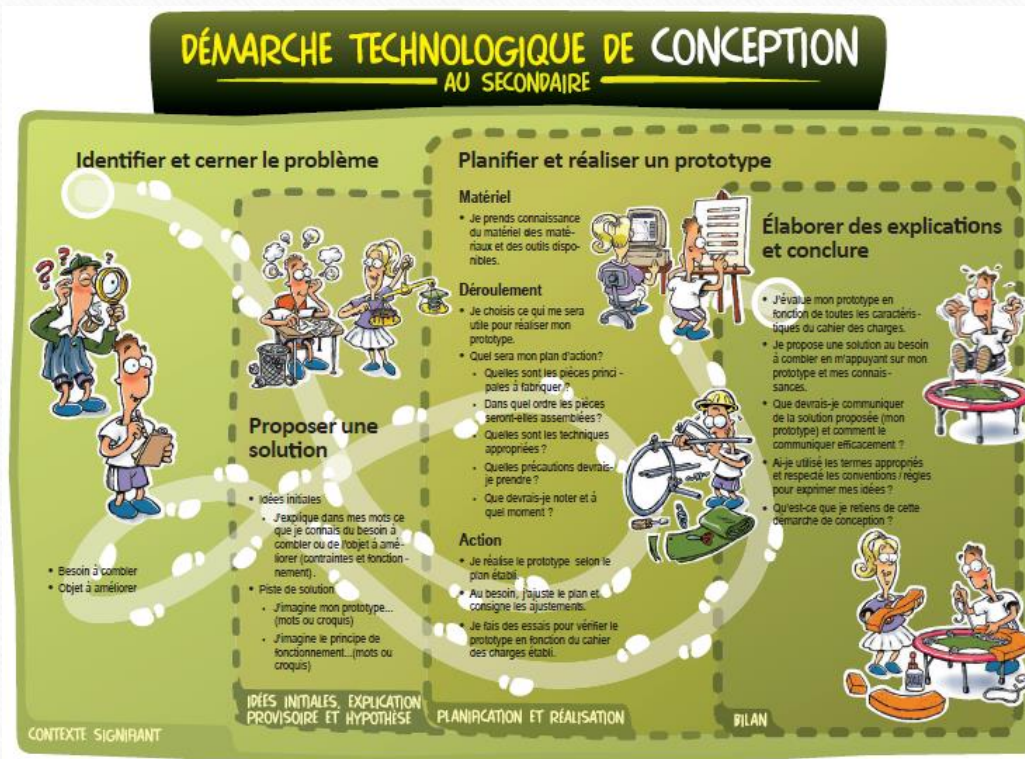 DÉMARCHE TECHNOLOGIQUE DE CONCEPTION
AU SECONDAIRE
Identifier et cerner le problème
• Besoin à combler
• Objet à améliorer
CONTEXTE SIGNIFIANT
Proposer une
solution
• Idées initiales
• J'explique dans mes mots ce
que je connais du besoin à
combler ou de l'objet à amé-
liorer (contraintes et fonction-
nement).
• Piste de solution
• J'imagine mon prototype...
(mots ou croquis)
• J'imagine le principe de
fonctionnement...(mots ou
croquis)
IDÉES INITIALES, EXPLICATION
PROVISOIRE ET HYPOTHÈSE
Planifier et réaliser un prototype
Matériel
• Je prends connaissance
du matériel des maté-
riaux et des outils dispo-
nibles.
Déroulement
• Je choisis ce qui me sera
utile pour réaliser mon
prototype.
• Quel sera mon plan d'action?
• Quelles sont les pièces princi -
pales à fabriquer ?
• Dans quel ordre les pièces
seront-elles assemblées ?
• Quelles sont les techniques
appropriées ?
• Quelles précautions devrais-
je prendre ?
• Que devrais-je noter et à
quel moment ?
Action
• Je réalise le prototype selon le
plan établi.
• Au besoin, j'ajuste le plan et
consigne les ajustements.
• Je fais des essais pour vérifier le
prototype en fonction du cahier
des charges établi.
PLANIFICATION ET RÉALISATION
Élaborer des explications
et conclure
• J'évalue mon prototype en
fonction de toutes les caractéris-
tiques du cahier des charges.
• Je propose une solution au besoin
à combler en m'appuyant sur mon
prototype et mes connais-
sances.
• Que devrais-je communiquer
de la solution proposée (mon
prototype) et comment le
communiquer efficacement ?
• Ai-je utilisé les termes appropriés
et respecté les conventions / règles
pour exprimer mes idées ?
• Qu'est-ce que je retiens de cette
démarche de conception ?
BILAN